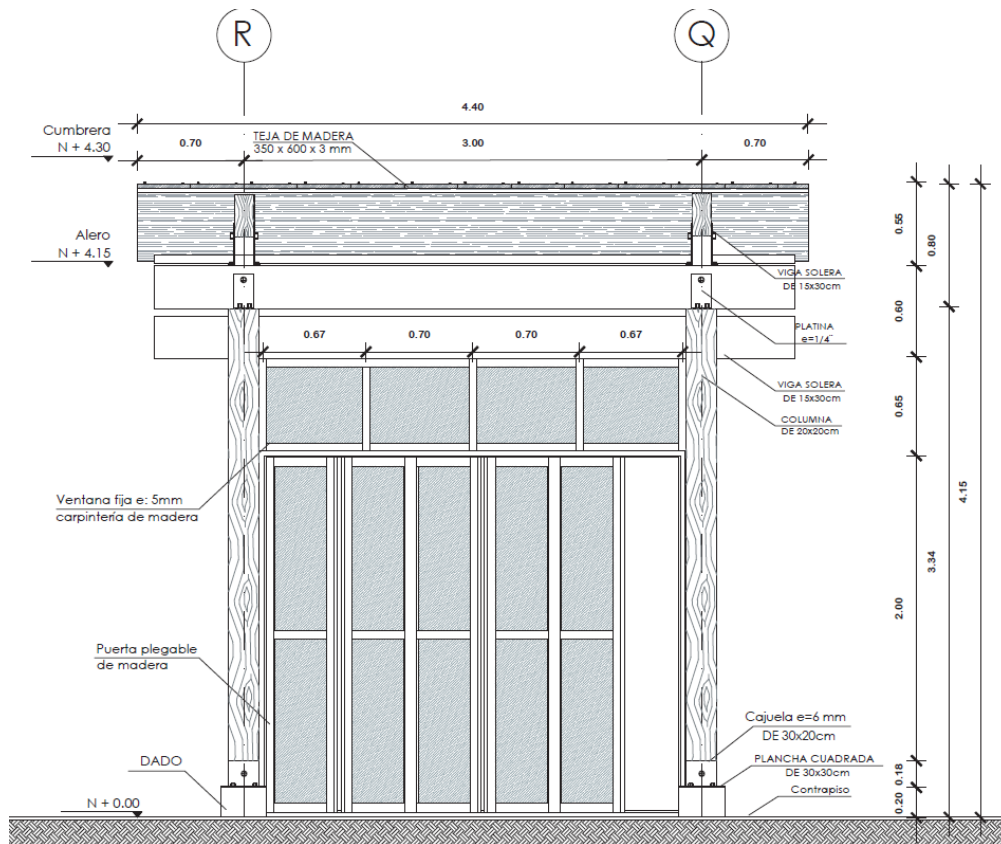 R
Q
4.40
Cumbrera
N + 4.30
0.70
TEJA DE MADERA
350 x 600 x 3 mm
3.00
0.70
Alero
N + 4.15
0.55
0.80
VIGA SOLERA
DE 15x30cm
0.60
PLATINA
e=1/4"
0.67
0.70
0.70
0.67
VIGA SOLERA
DE 15x30cm
0.65
COLUMNA
DE 20x20cm
Ventana fija e: 5mm
carpintería de madera
4.15
3.34
2.00
Puerta plegable
de madera
Cajuela e=6 mm
DE 30x20cm
DADO
PLANCHA CUADRADA
DE 30x30cm
0.18
Contrapiso
N + 0.00
0.20